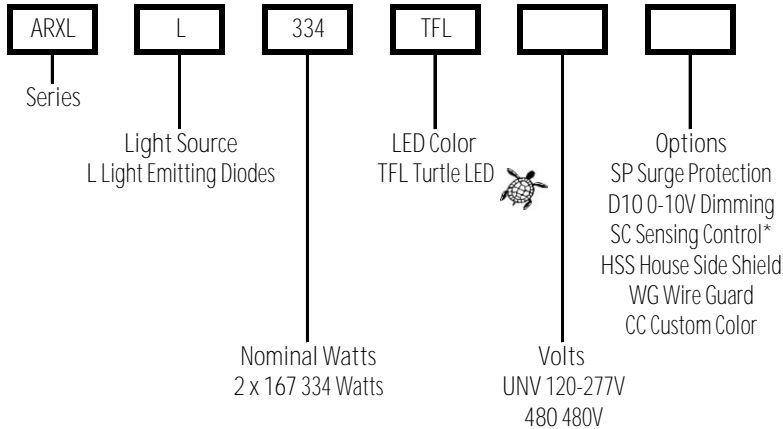 ARXL L 334 TFL
Series
Light Source
L Light Emitting Diodes
LED Color
TFL Turtle LED
Options
SP Surge Protection
D10 0-10V Dimming
SC Sensing Control*
HSS House Side Shield
WG Wire Guard
CC Custom Color
Nominal Watts
2 x 167 334 Watts
Volts
UNV 120-277V
480 480V